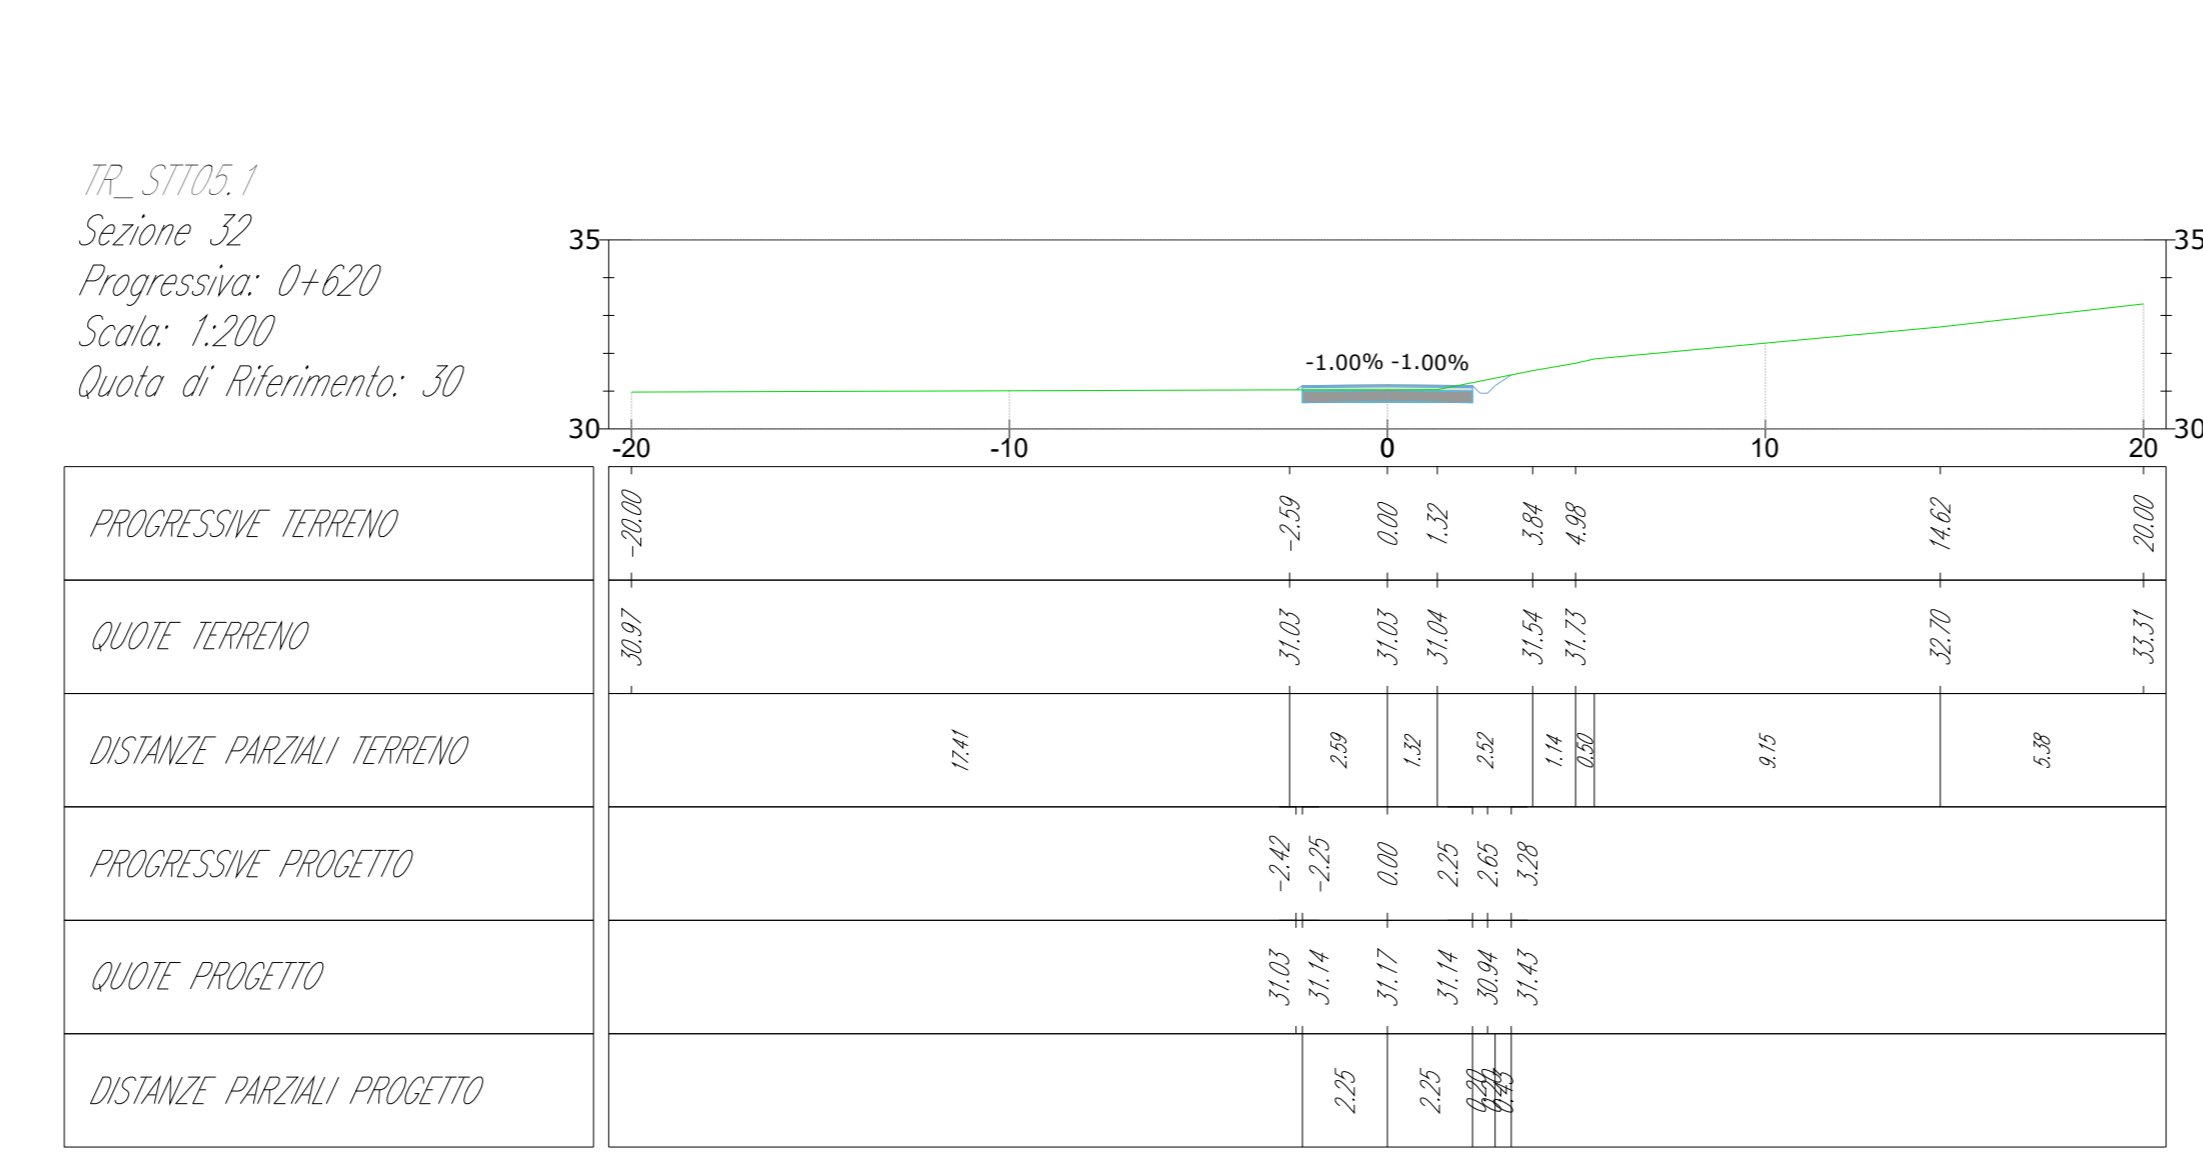 TR_STT05.1
Sezione 32
Progressiva: 0+620
Scala: 1:200
Quota di Riferimento: 30
35 35
-1.00% -1.00%
30 30
-20 -10 0 10 20
PROGRESSIVE TERRENO -20.00 -2.59 0.00 1.32 3.84 4.98 14.62 20.00
QUOTE TERRENO 30.97 31.03 31.03 31.04 31.54 31.73 32.70 33.31
DISTANZE PARZIALI TERRENO 17.41 2.59 1.32 2.52 1.14 0.50 9.15 5.38
PROGRESSIVE PROGETTO -2.42 -2.25 0.00 2.25 2.65 3.28
QUOTE PROGETTO 31.03 31.14 31.17 31.14 30.94 31.43
DISTANZE PARZIALI PROGETTO 2.25 2.25 0.20 0.43